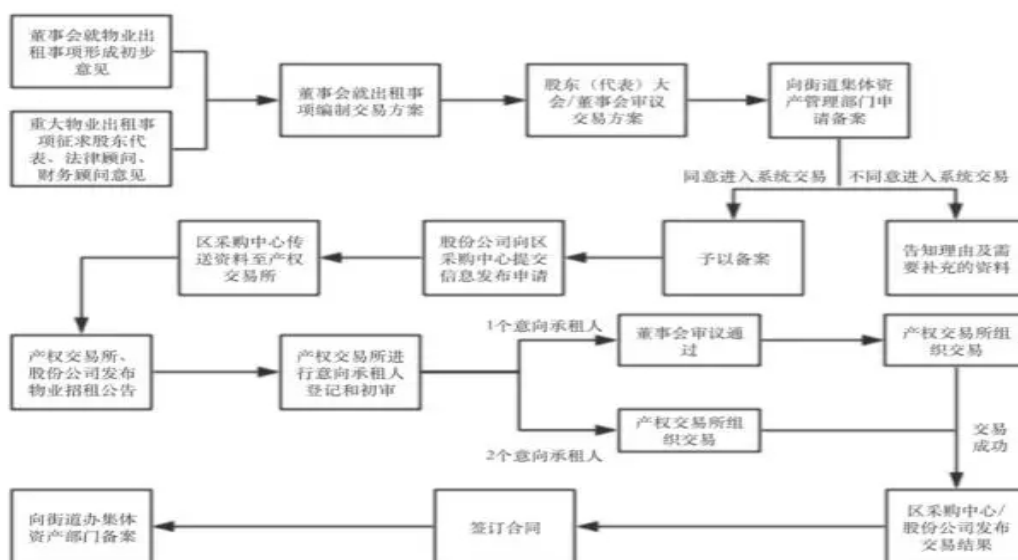 董事会就物业出
租事项形成初步
意见
重大物业出租事
项征求股东代
表、法律顾问、
财务顾问意见
董事会就出租事
项编制交易方案
股东（代表）大
会/董事会审议
交易方案
向街道集体资
产管理部门申
请备案
同意进入系统交易
不同意进入系统交易
区采购中心传
送资料至产权
交易所
股份公司向区
采购中心提交
信息发布申请
予以备案
告知理由及需
要补充的资料
产权交易所、
股份公司发布
物业招租公告
产权交易所进
行意向承租人
登记和初审
1个意向承租人
董事会审议通
过
产权交易所组
织交易
2个意向承租人
产权交易所组
织交易
交易
成功
向街道办集体
资产部门备案
签订合同
区采购中心/
股份公司发布
交易结果